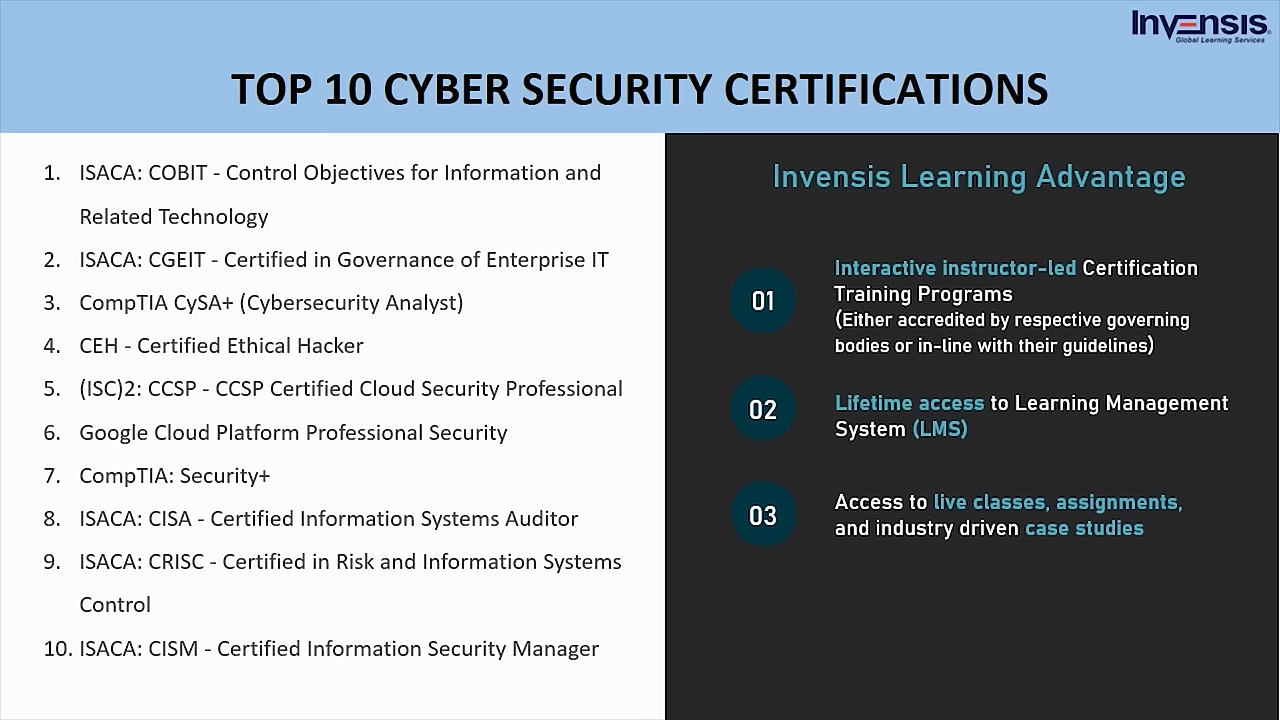 Invensis
Global Learning Services
TOP 10 CYBER SECURITY CERTIFICATIONS
1. ISACA: COBIT - Control Objectives for Information and
Related Technology
2. ISACA: CGEIT - Certified in Governance of Enterprise IT
3. CompTIA CySA+ (Cybersecurity Analyst)
4. CEH - Certified Ethical Hacker
5. (ISC)2: CCSP - CCSP Certified Cloud Security Professional
6. Google Cloud Platform Professional Security
7. CompTIA: Security+
8. ISACA: CISA - Certified Information Systems Auditor
9. ISACA: CRISC - Certified in Risk and Information Systems
Control
10. ISACA: CISM - Certified Information Security Manager
Invensis Learning Advantage
01
Interactive instructor-led Certification
Training Programs
(Either accredited by respective governing
bodies or in-line with their guidelines)
02
Lifetime access to Learning Management
System (LMS)
03
Access to live classes, assignments,
and industry driven case studies